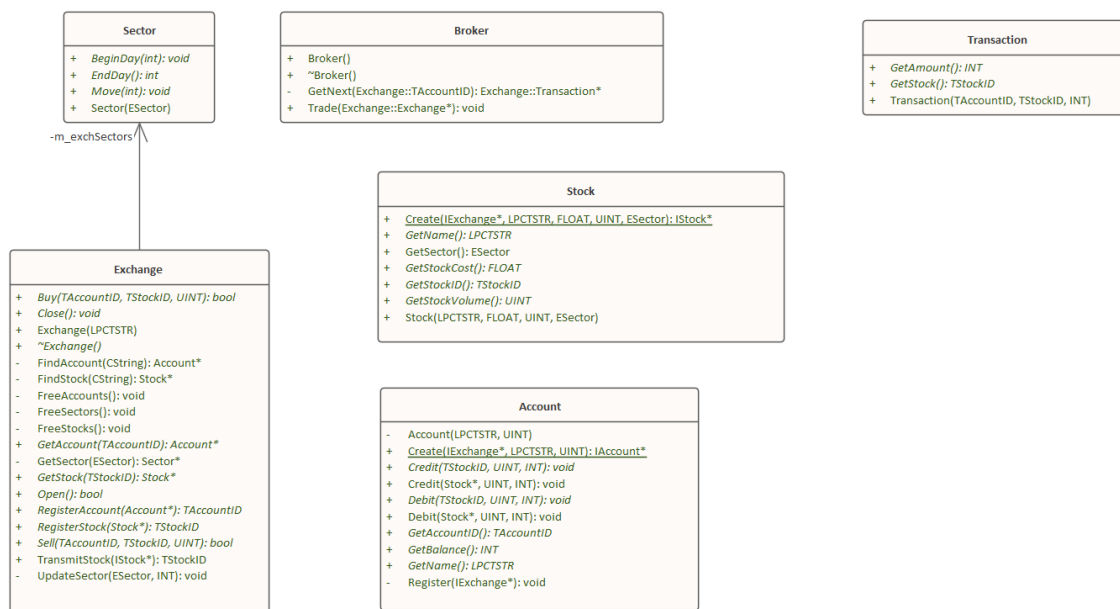 Sector
+ BeginDay(int): void
+ EndDay(): int
+ Move(int): void
+ Sector(ESector)
Broker
+ Broker()
+ ~Broker()
- GetNext(Exchange::TAccountID): Exchange::Transaction*
+ Trade(Exchange::Exchange*): void
Transaction
+ GetAmount(): INT
+ GetStock(): TStockID
+ Transaction(TAccountID, TStockID, INT)
-m_exchSectors
Stock
+ Create(IExchange*, LPCTSTR, FLOAT, UINT, ESector): IStock*
+ GetName(): LPCTSTR
+ GetSector(): ESector
+ GetStockCost(): FLOAT
+ GetStockID(): TStockID
+ GetStockVolume(): UINT
+ Stock(LPCTSTR, FLOAT, UINT, ESector)
Exchange
+ Buy(TAccountID, TStockID, UINT): bool
+ Close(): void
+ Exchange(LPCTSTR)
+ ~Exchange()
- FindAccount(CString): Account*
- FindStock(CString): Stock*
- FreeAccounts(): void
- FreeSectors(): void
- FreeStocks(): void
+ GetAccount(TAccountID): Account*
- GetSector(ESector): Sector*
+ GetStock(TStockID): Stock*
+ Open(): bool
+ RegisterAccount(Account*): TAccountID
+ RegisterStock(Stock*): TStockID
+ Sell(TAccountID, TStockID, UINT): bool
+ TransmitStock(IStock*): TStockID
- UpdateSector(ESector, INT): void
Account
- Account(LPCTSTR, UINT)
+ Create(IExchange*, LPCTSTR, UINT): IAccount*
+ Credit(TStockID, UINT, INT): void
+ Credit(Stock*, UINT, INT): void
+ Debit(TStockID, UINT, INT): void
+ Debit(Stock*, UINT, INT): void
+ GetAccountID(): TAccountID
+ GetBalance(): INT
+ GetName(): LPCTSTR
- Register(IExchange*): void